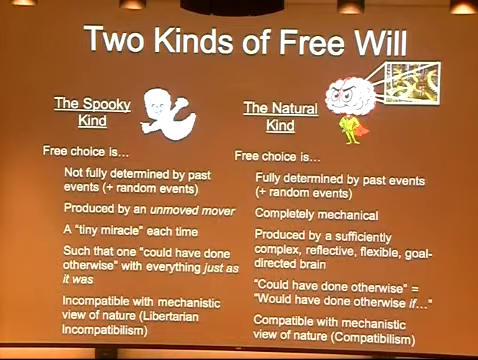 Two Kinds of Free Will
The Spooky
Kind
Free choice is…
Not fully determined by past
events (+ random events)
Produced by an unmoved mover
A “tiny miracle” each time
Such that one “could have done
otherwise” with everything just as
it was
Incompatible with mechanistic
view of nature (Libertarian
Incompatibilism)
The Natural
Kind
Free choice is…
Fully determined by past events
(+ random events)
Completely mechanical
Produced by a sufficiently
complex, reflective, flexible, goal-
directed brain
“Could have done otherwise” =
“Would have done otherwise if…”
Compatible with mechanistic
view of nature (Compatibilism)